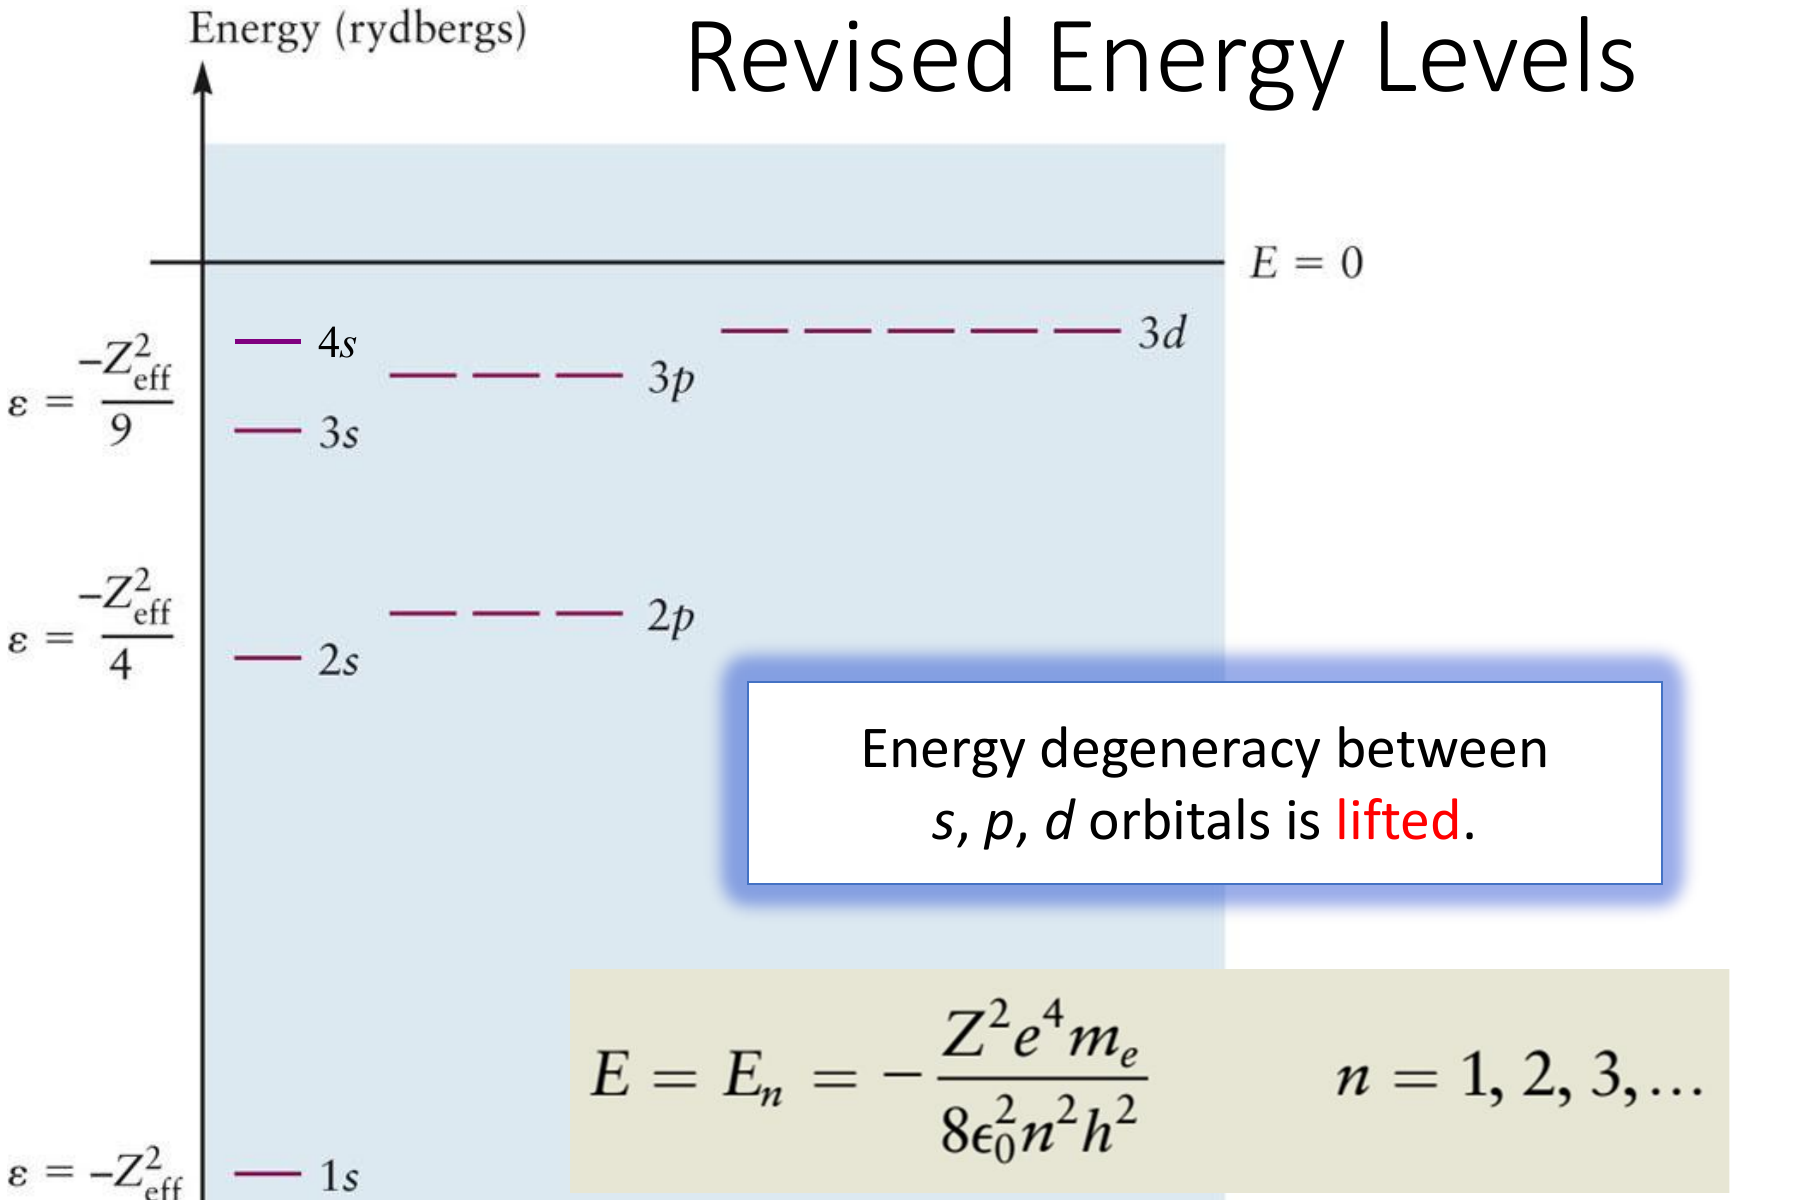 Energy (rydbergs)
Revised Energy Levels
E = 0
3d
4s
ε = −Z²eff / 9
3p
3s
ε = −Z²eff / 4
2p
2s
Energy degeneracy between
s, p, d orbitals is lifted.
E = Eₙ = − Z²e⁴mₑ / 8ϵ₀²n²h² n = 1, 2, 3,…
ε = −Z²eff
1s